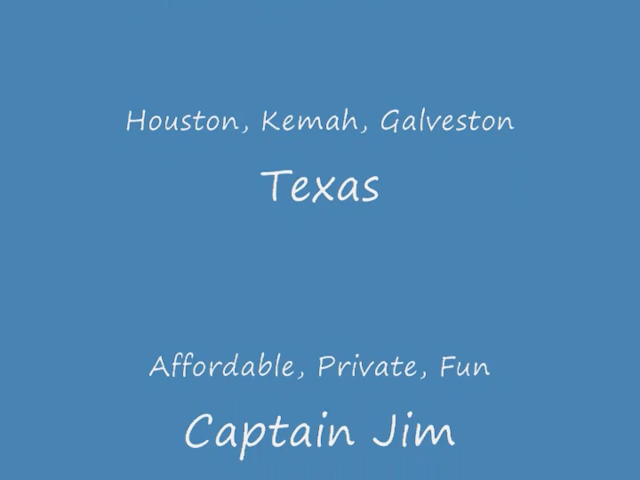 Houston, Kemah, Galveston
Texas
Affordable, Private, Fun
Captain Jim